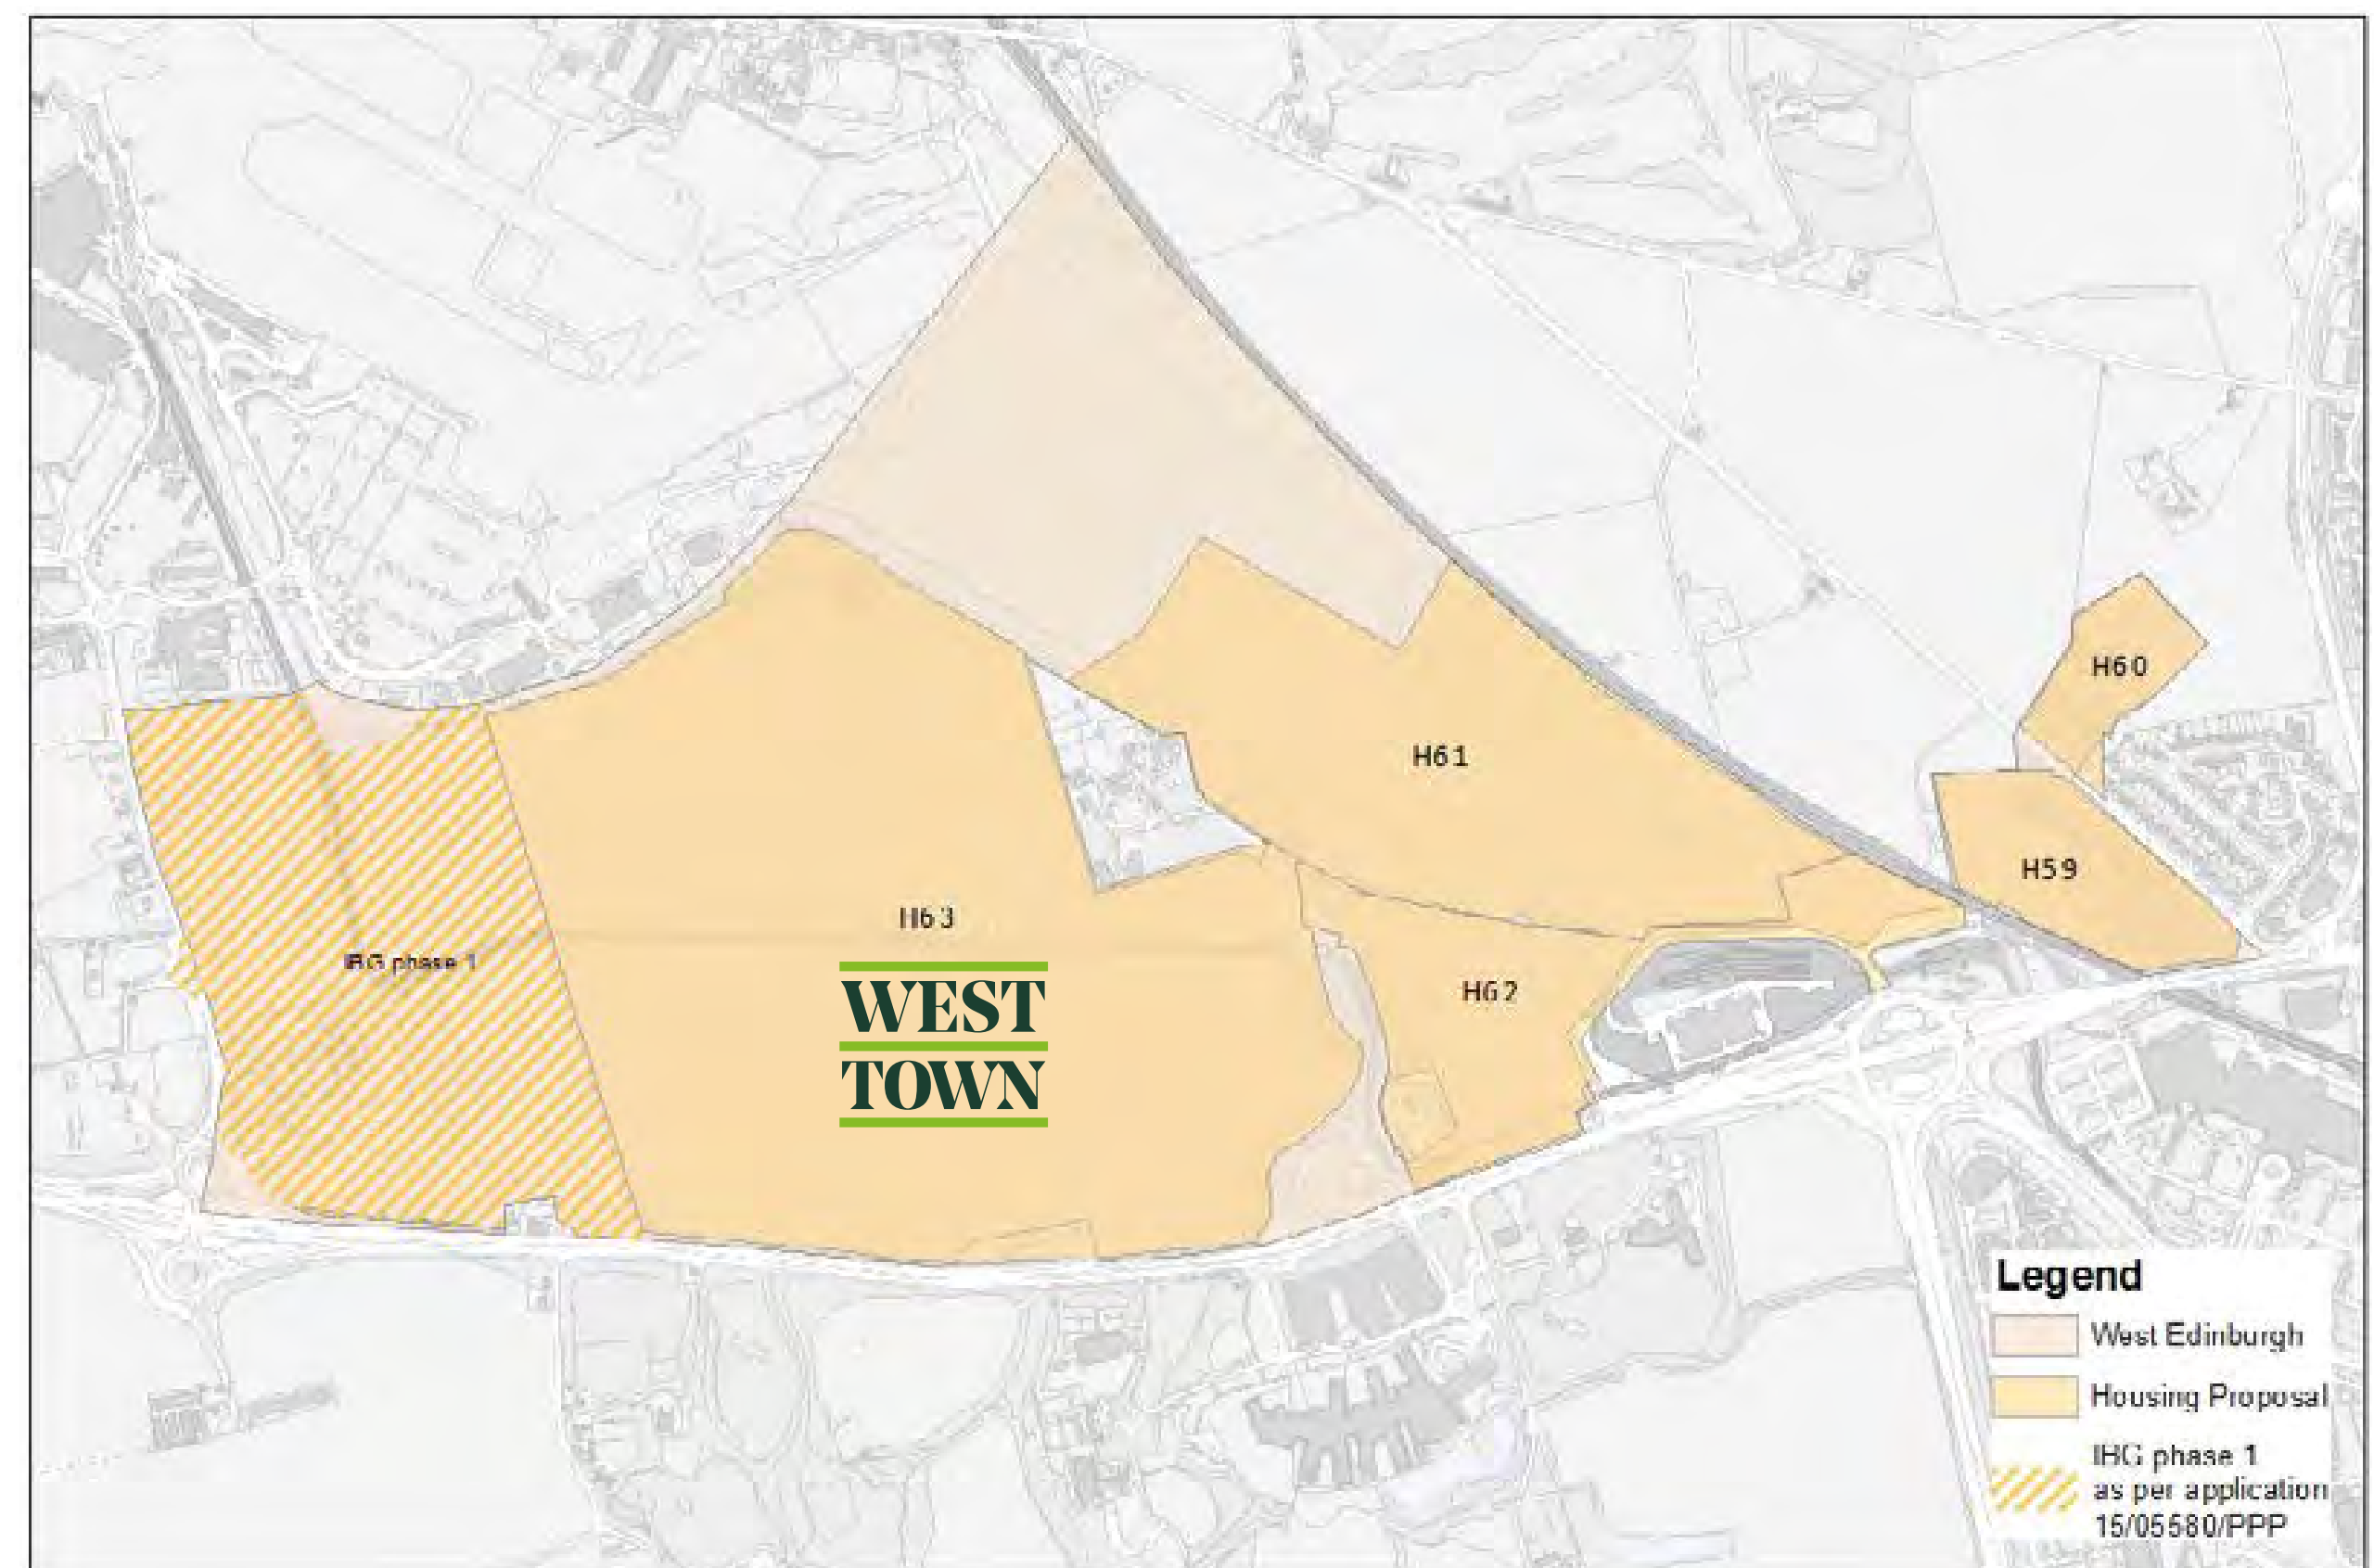 H60
H61
H59
H63
IBG phase 1
H62
WEST
TOWN
Legend
West Edinburgh
Housing Proposal
IBG phase 1
as per application
15/05580/PPP